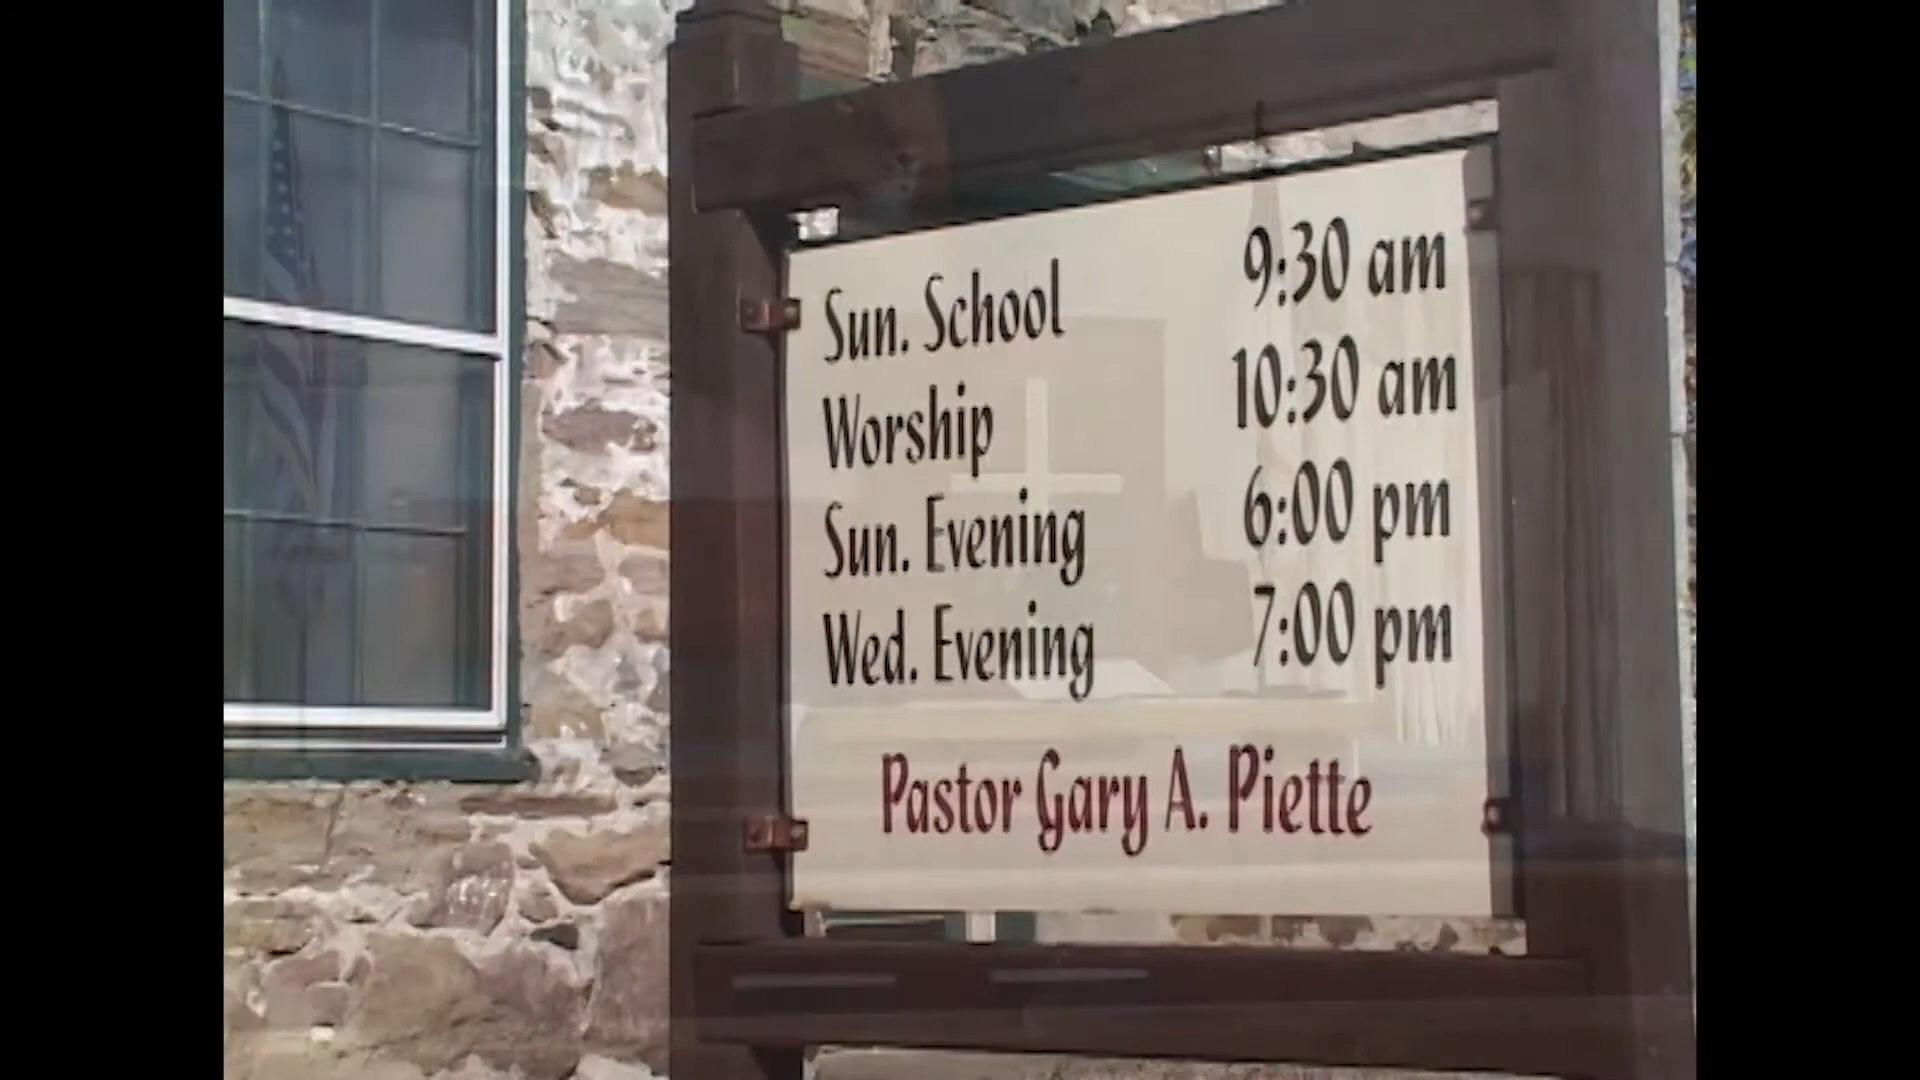 Sun. School 9:30 am
Worship 10:30 am
Sun. Evening 6:00 pm
Wed. Evening 7:00 pm
Pastor Gary A. Piette